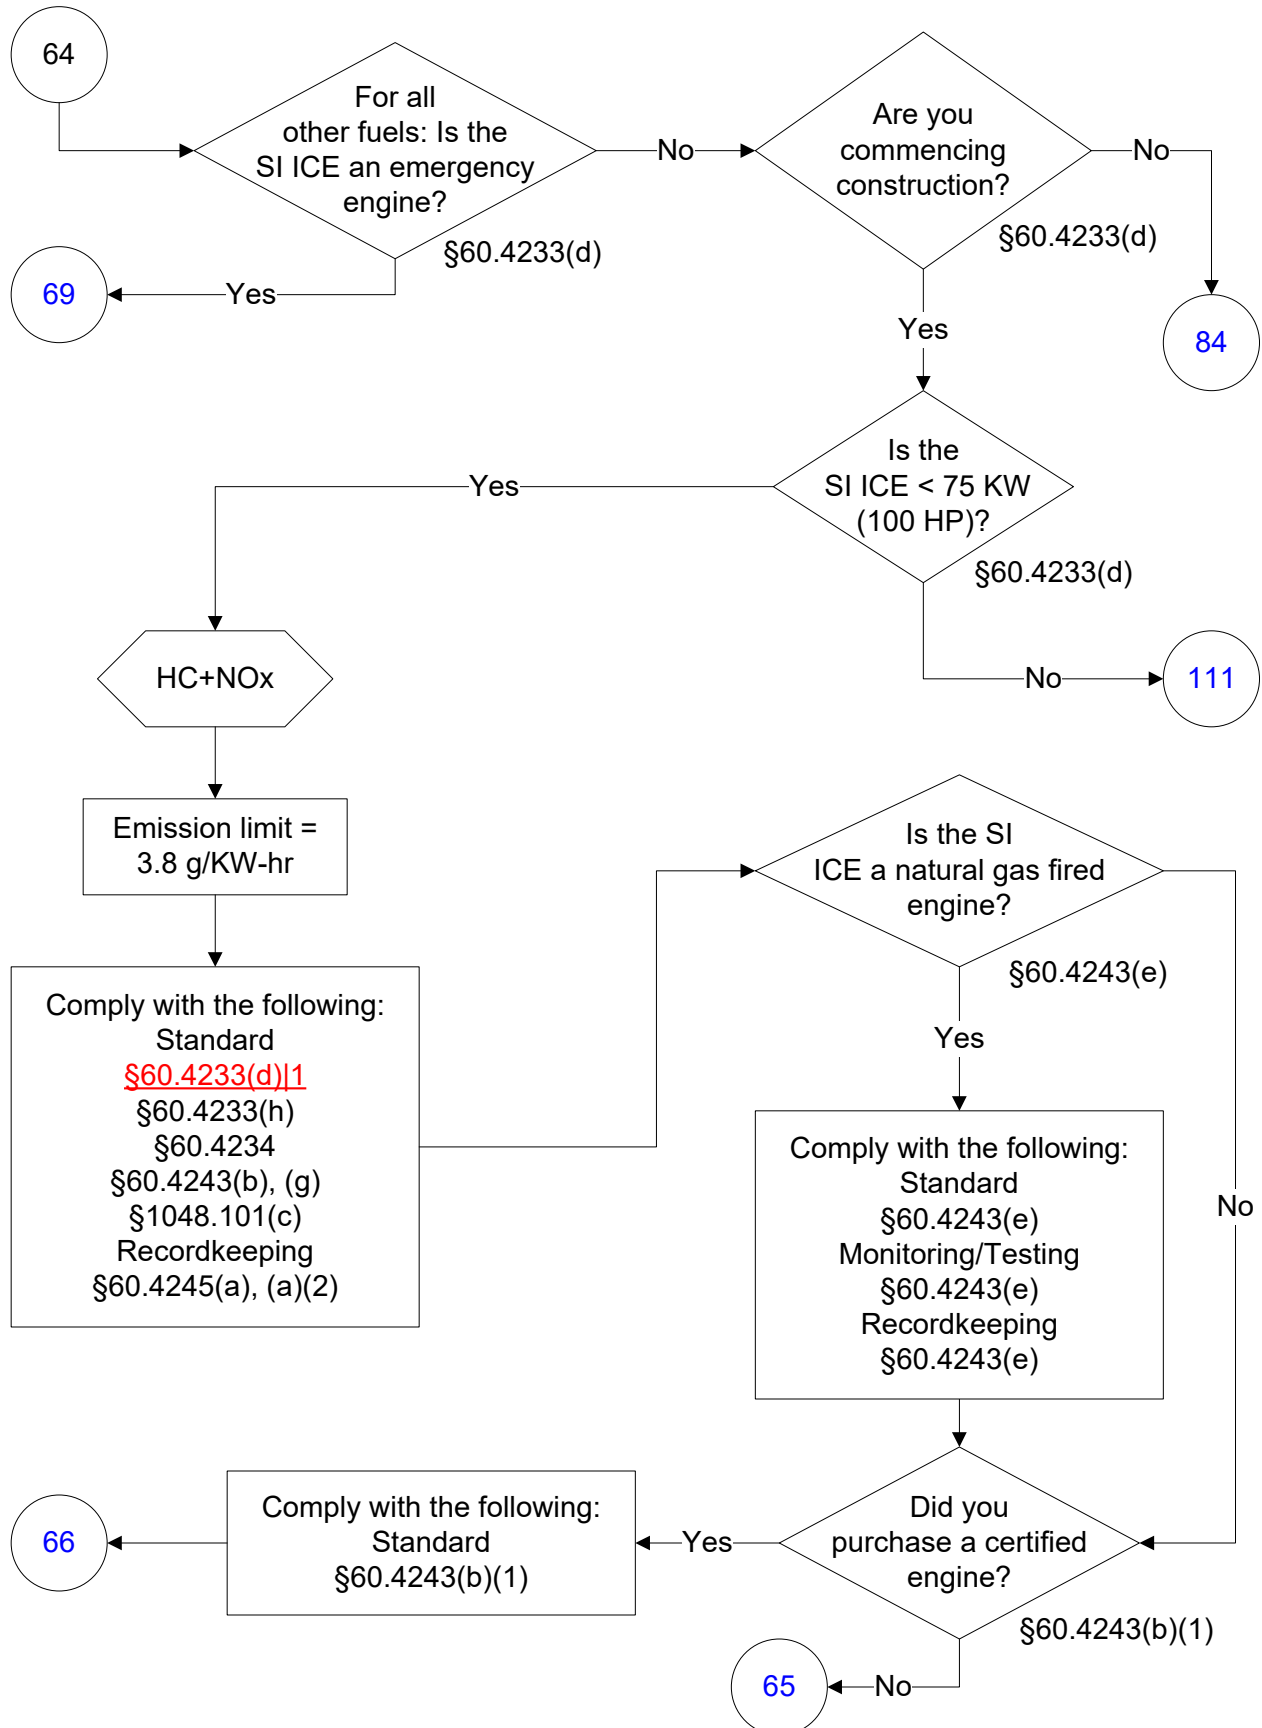 64
For all
other fuels: Is the
SI ICE an emergency
engine?
§60.4233(d)
No
Are you
commencing
construction?
§60.4233(d)
No
69
Yes
84
Yes
Is the
SI ICE < 75 KW
(100 HP)?
§60.4233(d)
Yes
No
111
HC+NOx
Emission limit =
3.8 g/KW-hr
Comply with the following:
Standard
§60.4233(d)|1
§60.4233(h)
§60.4234
§60.4243(b), (g)
§1048.101(c)
Recordkeeping
§60.4245(a), (a)(2)
Is the SI
ICE a natural gas fired
engine?
§60.4243(e)
Yes
No
Comply with the following:
Standard
§60.4243(e)
Monitoring/Testing
§60.4243(e)
Recordkeeping
§60.4243(e)
Did you
purchase a certified
engine?
§60.4243(b)(1)
Yes
Comply with the following:
Standard
§60.4243(b)(1)
66
No
65